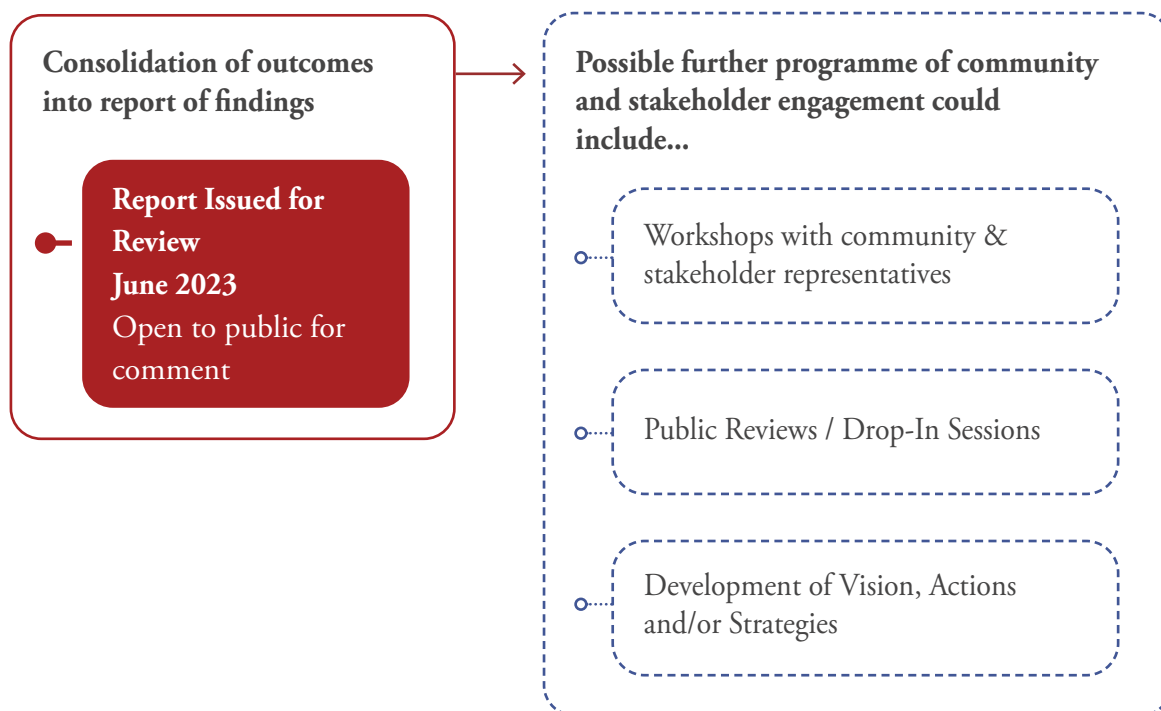 Consolidation of outcomes
into report of findings
Report Issued for
Review
June 2023
Open to public for
comment
Possible further programme of community
and stakeholder engagement could
include...
Workshops with community &
stakeholder representatives
Public Reviews / Drop-In Sessions
Development of Vision, Actions
and/or Strategies